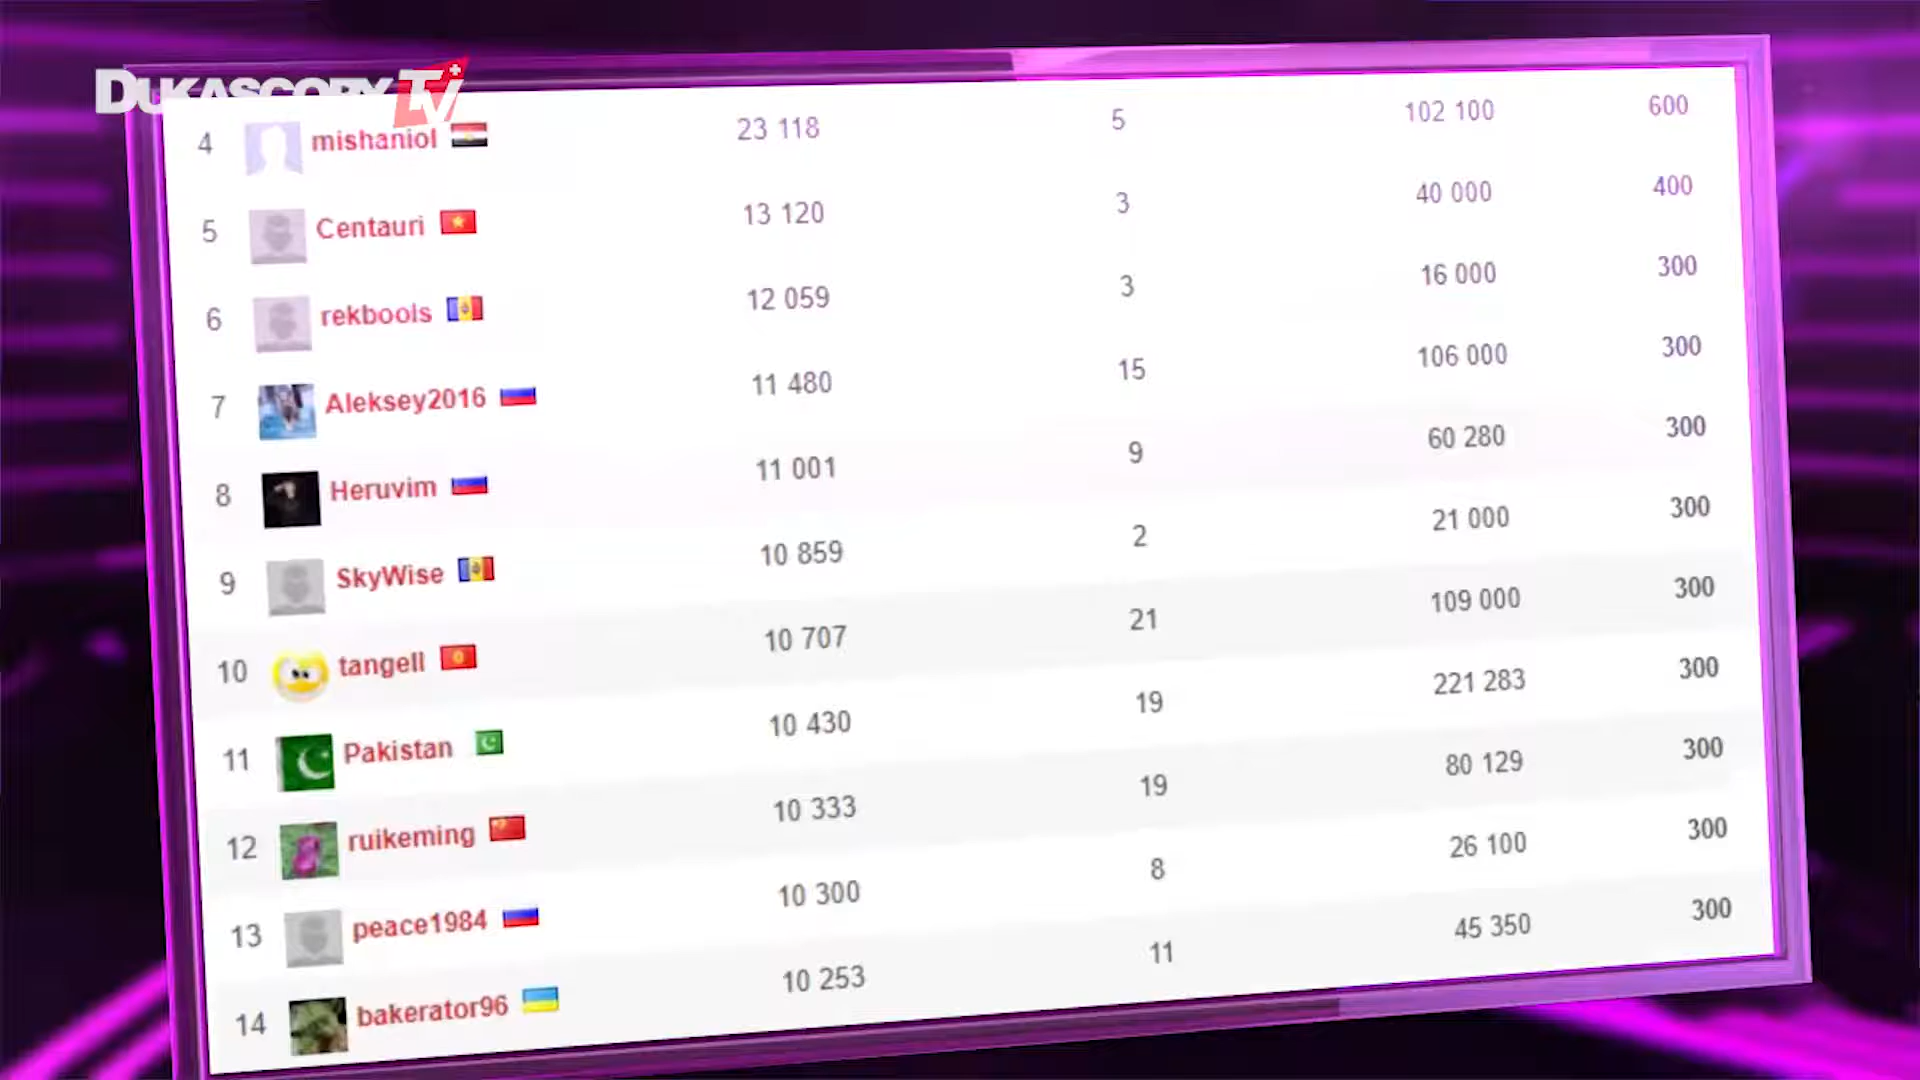 DUKASCOPY TV
4 mishaniol 23 118 5 102 100 600
5 Centauri 13 120 3 40 000 400
6 rekbools 12 059 3 16 000 300
7 Aleksey2016 11 480 15 106 000 300
8 Heruvim 11 001 9 60 280 300
9 SkyWise 10 859 2 21 000 300
10 tangell 10 707 21 109 000 300
11 Pakistan 10 430 19 221 283 300
12 ruikeming 10 333 19 80 129 300
13 peace1984 10 300 8 26 100 300
14 bakerator96 10 253 11 45 350 300